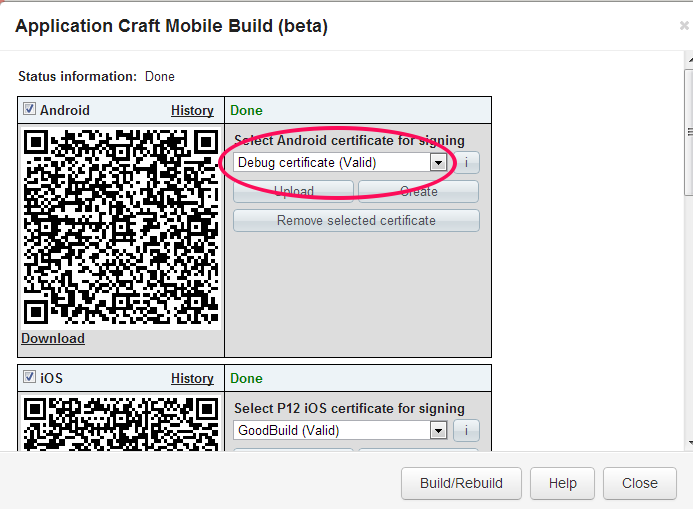 Application Craft Mobile Build (beta)
Status information: Done
Android History Done
Select Android certificate for signing
Debug certificate (Valid) i
Upload Create
Remove selected certificate
Download
iOS History Done
Select P12 iOS certificate for signing
GoodBuild (Valid) i
Build/Rebuild Help Close